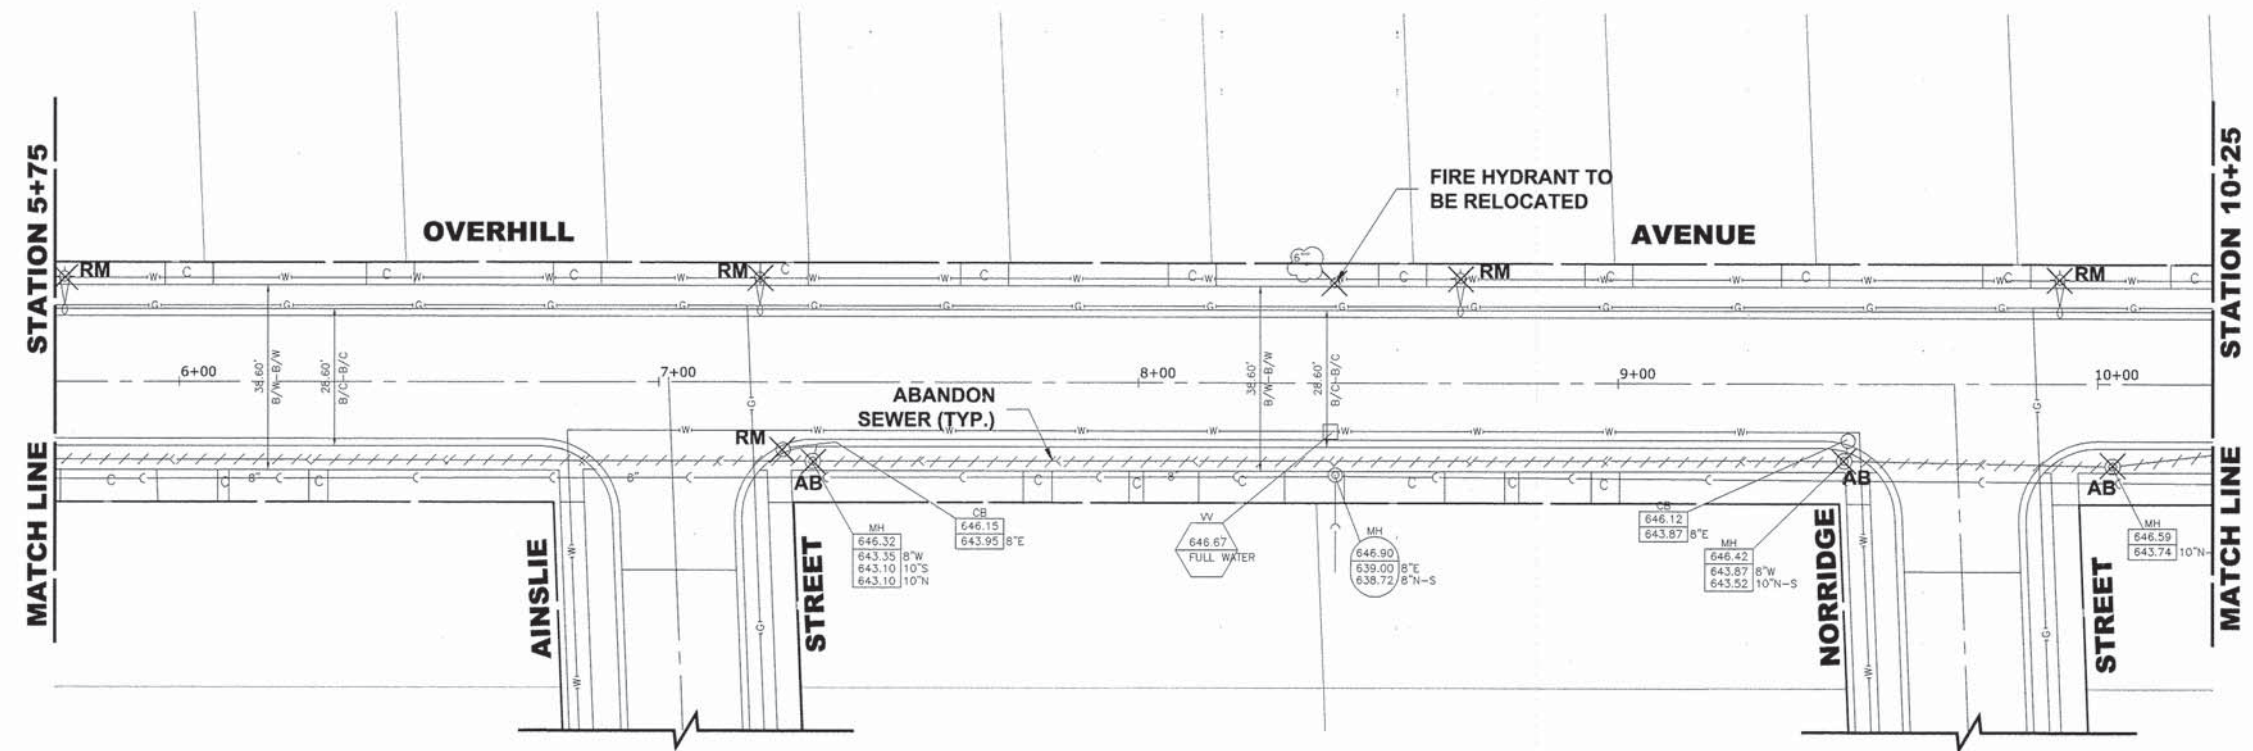 FIRE HYDRANT TO
BE RELOCATED
OVERHILL
AVENUE
STATION 5+75
MATCH LINE
STATION 10+25
MATCH LINE
RM
RM
6"
RM
RM
C C C C C C C C C C C
W W W W W W W W W W W W W W W W
G G G G G G G G G G G G G G G G
6+00
7+00
8+00
9+00
10+00
38.60'
B/W-B/W
28.60'
B/C-B/C
38.60'
B/W-B/W
28.60'
B/C-B/C
ABANDON
SEWER (TYP.)
RM
AB
AB
AB
8"
8"
8"
AINSLIE
STREET
NORRIDGE
STREET
MH
646.32
643.35 8"W
643.10 10"S
643.10 10"N
CB
646.15
643.95 8"E
VV
646.67
FULL WATER
MH
646.90
639.00 8"E
638.72 8"N-S
CB
646.12
643.87 8"E
MH
646.42
643.87 8"W
643.52 10"N-S
MH
646.59
643.74 10"N-